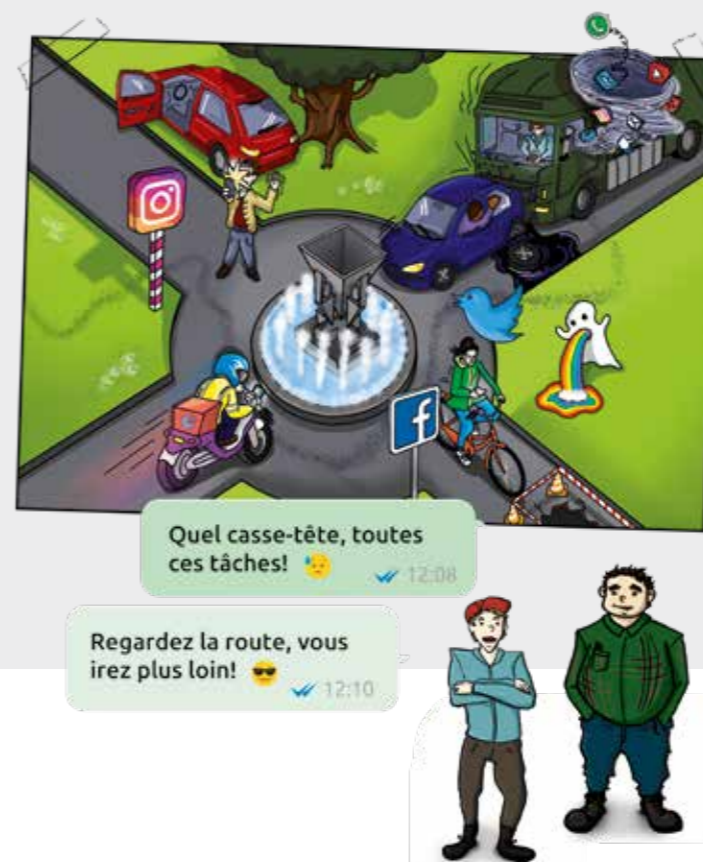 f
Quel casse-tête, toutes
ces tâches! 😓
12:08
Regardez la route, vous
irez plus loin! 😎
12:10